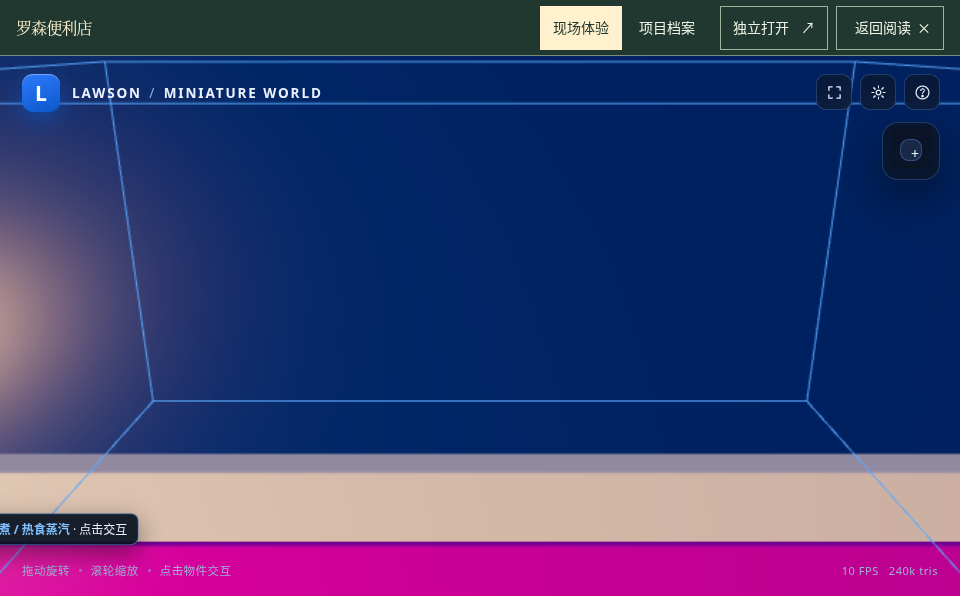 罗森便利店 现场体验 项目档案 独立打开 ↗ 返回阅读 ×
L LAWSON / MINIATURE WORLD
+
煮 / 热食蒸汽 · 点击交互
拖动旋转 • 滚轮缩放 • 点击物件交互 10 FPS 240k tris